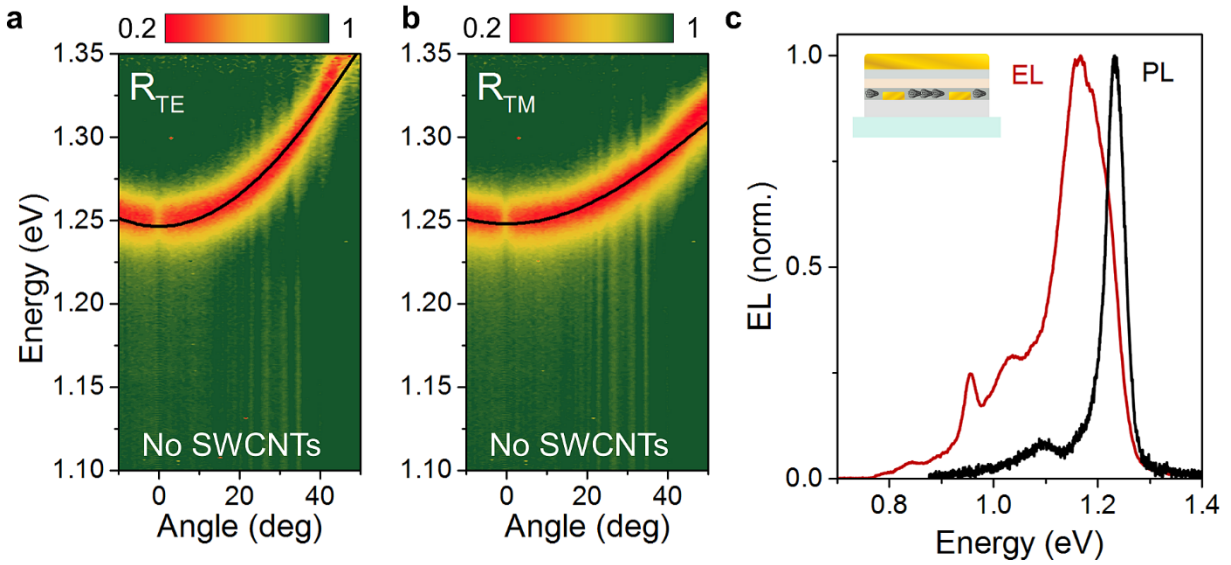 a
0.2 1
R_TE
1.35
1.30
1.25
1.20
1.15
1.10
Energy (eV)
No SWCNTs
0 20 40
Angle (deg)
b
0.2 1
R_TM
1.35
1.30
1.25
1.20
1.15
1.10
No SWCNTs
0 20 40
Angle (deg)
c
EL PL
1.0
0.5
0.0
EL (norm.)
0.8 1.0 1.2 1.4
Energy (eV)